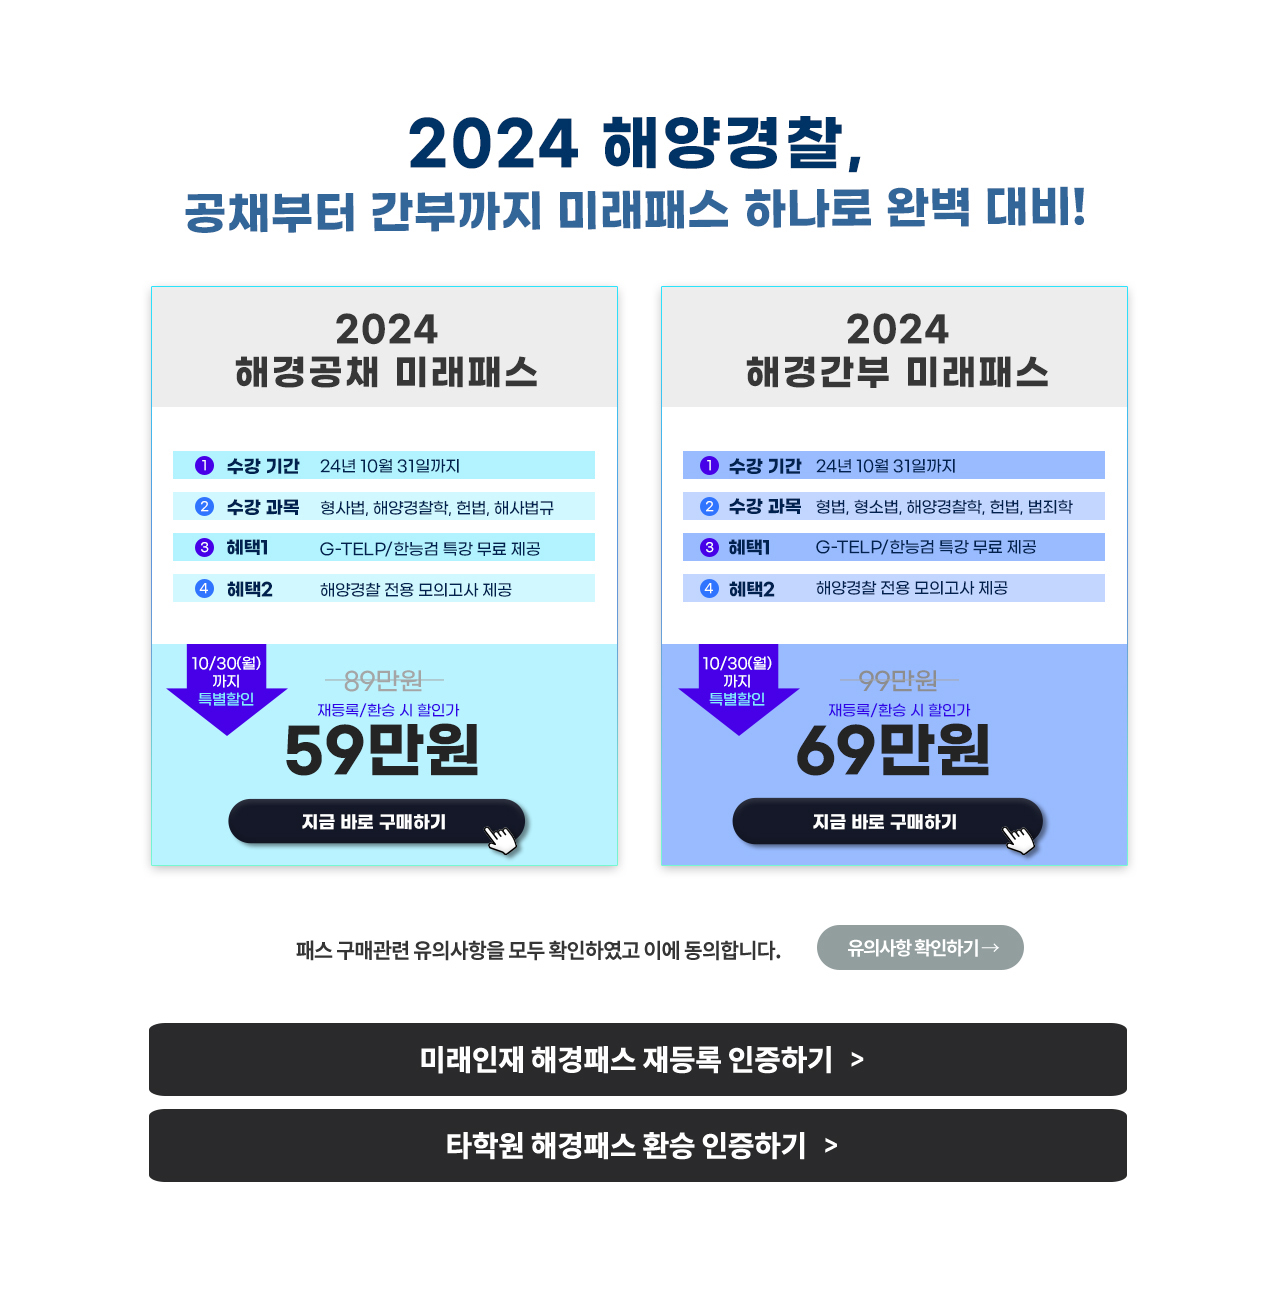 2024 해양경찰,
공채부터 간부까지 미래패스 하나로 완벽 대비!
2024
해경공채 미래패스
1 수강 기간 24년 10월 31일까지
2 수강 과목 형사법, 해양경찰학, 헌법, 해사법규
3 혜택1 G-TELP/한능검 특강 무료 제공
4 혜택2 해양경찰 전용 모의고사 제공
10/30(월)
까지
특별할인
89만원
재등록/환승 시 할인가
59만원
지금 바로 구매하기
2024
해경간부 미래패스
1 수강 기간 24년 10월 31일까지
2 수강 과목 형법, 형소법, 해양경찰학, 헌법, 범죄학
3 혜택1 G-TELP/한능검 특강 무료 제공
4 혜택2 해양경찰 전용 모의고사 제공
10/30(월)
까지
특별할인
99만원
재등록/환승 시 할인가
69만원
지금 바로 구매하기
패스 구매관련 유의사항을 모두 확인하였고 이에 동의합니다.
유의사항 확인하기→
미래인재 해경패스 재등록 인증하기 >
타학원 해경패스 환승 인증하기 >